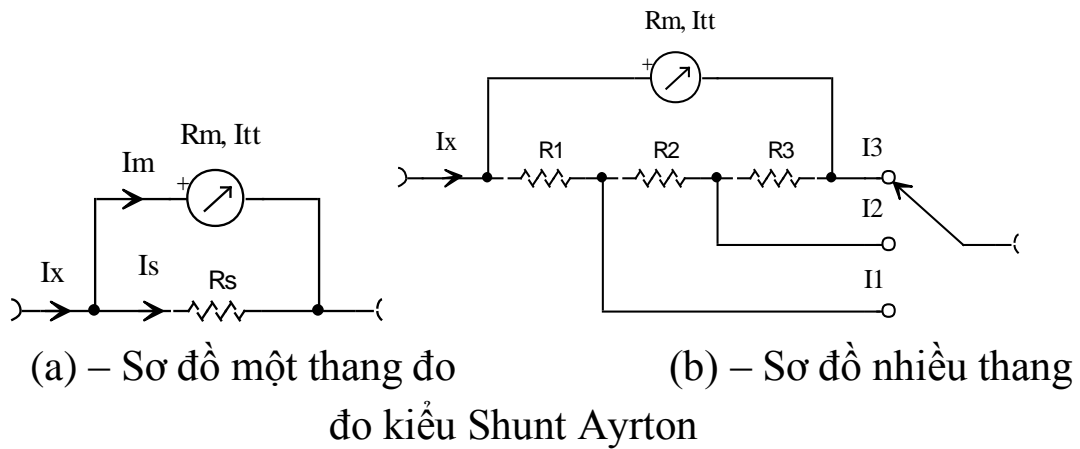 Rm, Itt
Ix
R1
R2
R3
I3
I2
I1
Rm, Itt
Im
+
+
Ix
Is
Rs
(a) – Sơ đồ một thang đo
(b) – Sơ đồ nhiều thang
đo kiểu Shunt Ayrton